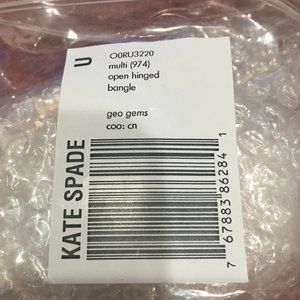 U
O0RU3220
multi (974)
open hinged
bangle
geo gems
coo: cn
KATE SPADE
7 67883 86284 1